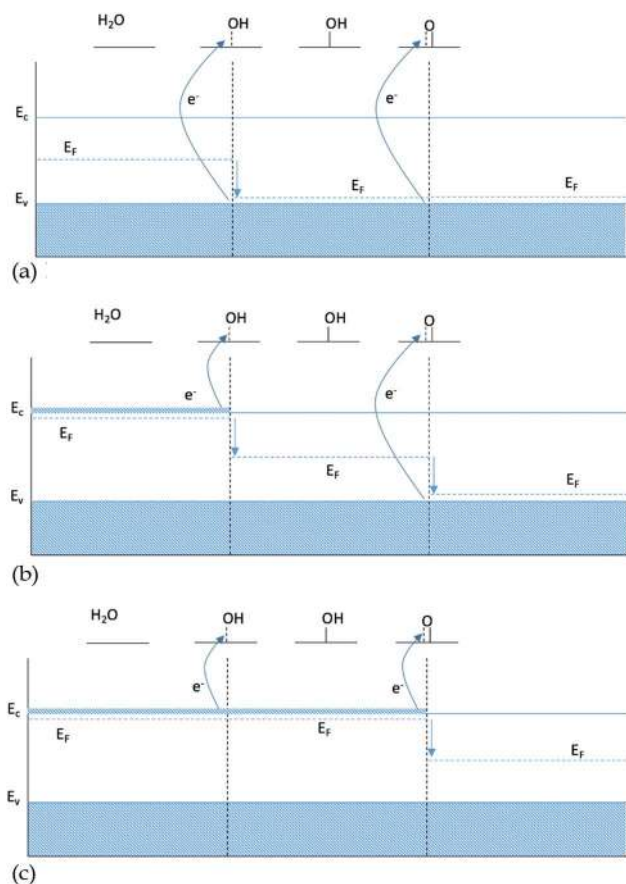 H₂O OH OH O
e⁻ e⁻
Ec
EF
EF EF
Ev
(a)
H₂O OH OH O
e⁻ e⁻
Ec
EF
EF
EF
Ev
(b)
H₂O OH OH O
e⁻ e⁻
Ec
EF EF
EF
Ev
(c)